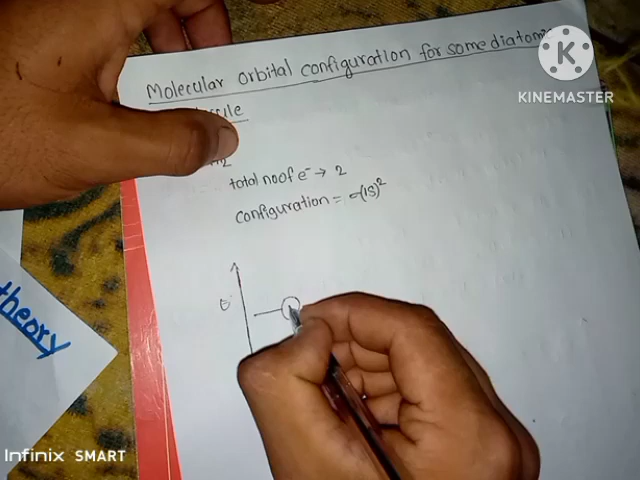 Molecular orbital configuration for some diatomic
K
KINEMASTER
total no of e⁻ → 2
configuration = σ(1s)²
E
theory
Infinix SMART